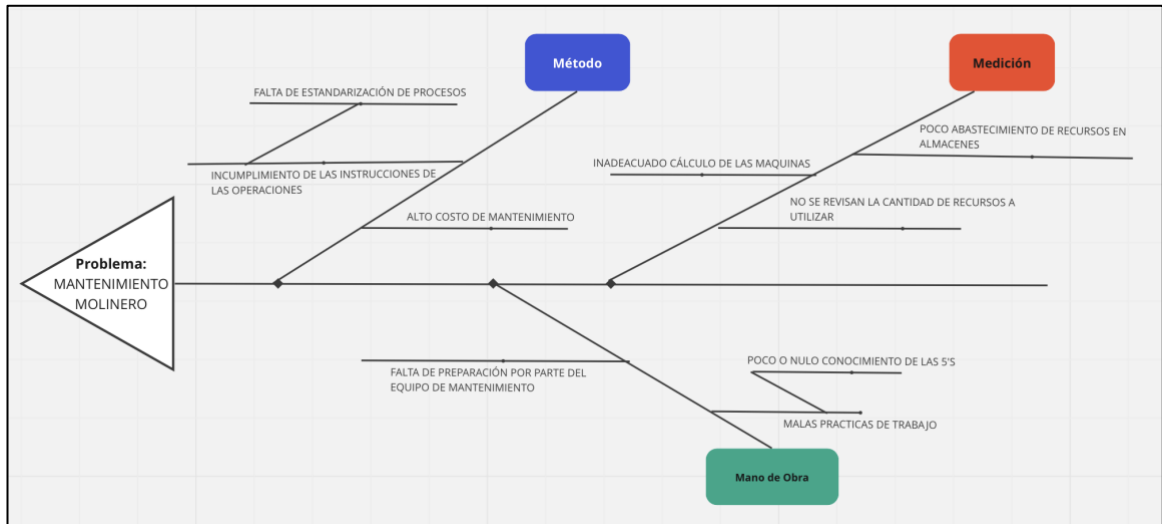 Método
Medición
FALTA DE ESTANDARIZACIÓN DE PROCESOS
INCUMPLIMIENTO DE LAS INSTRUCCIONES DE
LAS OPERACIONES
ALTO COSTO DE MANTENIMIENTO
POCO ABASTECIMIENTO DE RECURSOS EN
ALMACENES
INADEACUADO CÁLCULO DE LAS MAQUINAS
NO SE REVISAN LA CANTIDAD DE RECURSOS A
UTILIZAR
Problema:
MANTENIMIENTO
MOLINERO
FALTA DE PREPARACIÓN POR PARTE DEL
EQUIPO DE MANTENIMIENTO
POCO O NULO CONOCIMIENTO DE LAS 5'S
MALAS PRACTICAS DE TRABAJO
Mano de Obra